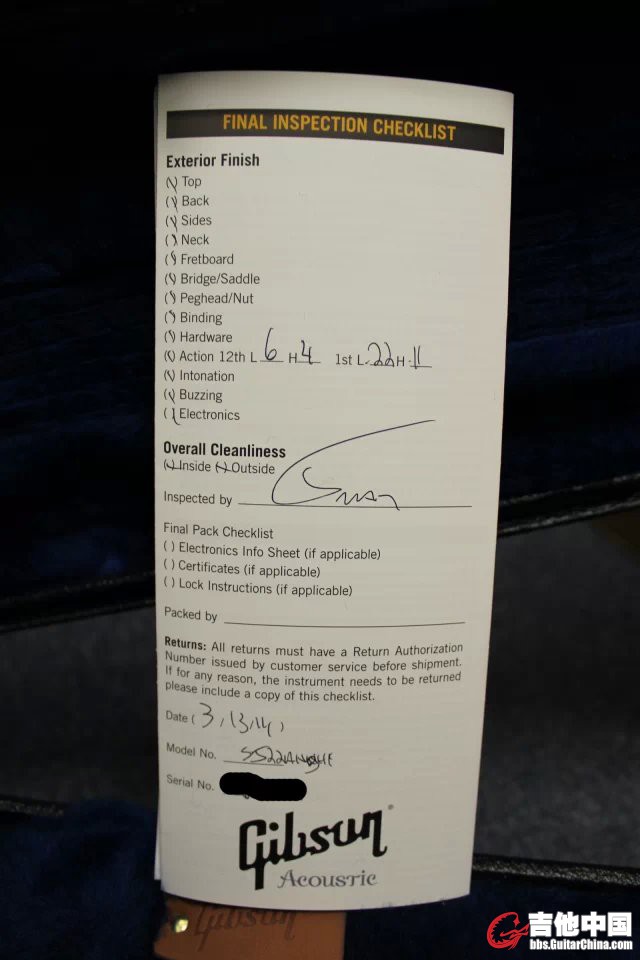 FINAL INSPECTION CHECKLIST
Exterior Finish
(√) Top
(√) Back
(√) Sides
(√) Neck
(√) Fretboard
(√) Bridge/Saddle
(√) Peghead/Nut
(√) Binding
(√) Hardware
(√) Action 12th L 6 H 4 1st L 22 H 11
(√) Intonation
(√) Buzzing
(√) Electronics
Overall Cleanliness
(√) Inside (√) Outside
Inspected by
Final Pack Checklist
( ) Electronics Info Sheet (if applicable)
( ) Certificates (if applicable)
( ) Lock Instructions (if applicable)
Packed by
Returns: All returns must have a Return Authorization
Number issued by customer service before shipment.
If for any reason, the instrument needs to be returned
please include a copy of this checklist.
Date ( 3/13/14 )
Model No.
Serial No.
Gibson
Acoustic
Gibson
吉他中国
bbs.GuitarChina.com